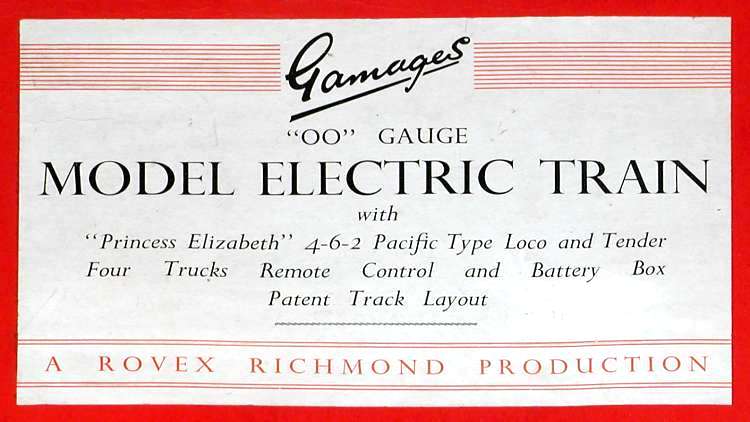 Gamages
"OO" GAUGE
MODEL ELECTRIC TRAIN
with
"Princess Elizabeth" 4-6-2 Pacific Type Loco and Tender
Four Trucks Remote Control and Battery Box
Patent Track Layout
A ROVEX RICHMOND PRODUCTION